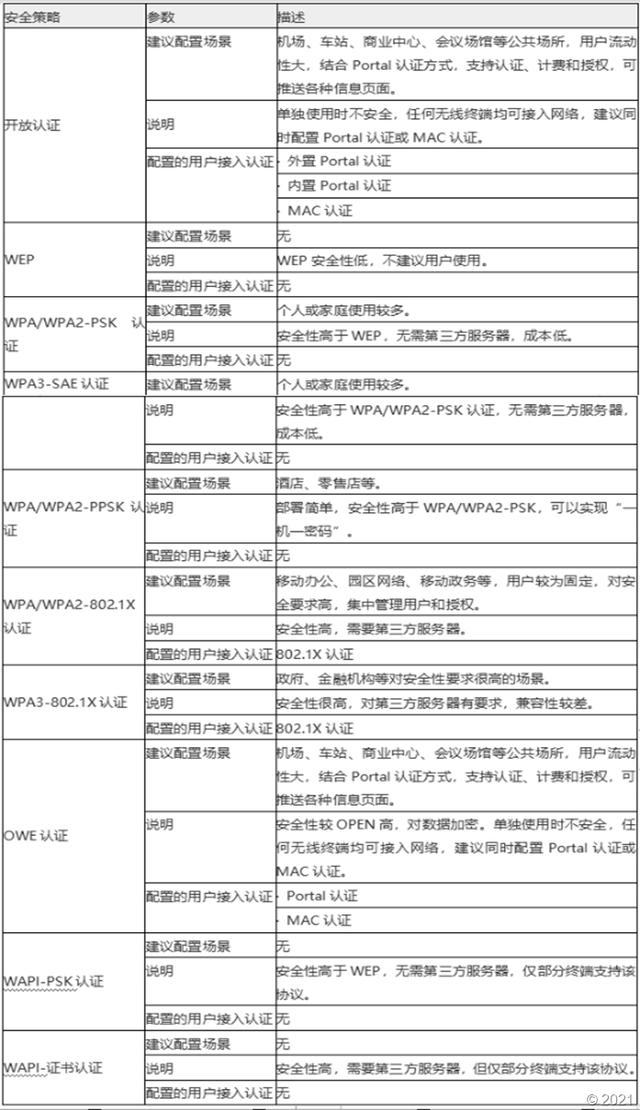 安全策略 参数 描述
开放认证 建议配置场景 机场、车站、商业中心、会议场馆等公共场所，用户流动
性大，结合 Portal 认证方式，支持认证、计费和授权，可
推送各种信息页面。
说明 单独使用时不安全，任何无线终端均可接入网络，建议同
时配置 Portal 认证或 MAC 认证。
配置的用户接入认证 · 外置 Portal 认证
· 内置 Portal 认证
· MAC 认证
WEP 建议配置场景 无
说明 WEP 安全性低，不建议用户使用。
配置的用户接入认证 无
WPA/WPA2-PSK 认
证 建议配置场景 个人或家庭使用较多。
说明 安全性高于 WEP，无需第三方服务器，成本低。
配置的用户接入认证 无
WPA3-SAE 认证 建议配置场景 个人或家庭使用较多。
说明 安全性高于 WPA/WPA2-PSK 认证，无需第三方服务器，
成本低。
配置的用户接入认证 无
WPA/WPA2-PPSK 认
证 建议配置场景 酒店、零售店等。
说明 部署简单，安全性高于 WPA/WPA2-PSK，可以实现“一
机一密码”。
配置的用户接入认证 无
WPA/WPA2-802.1X
认证 建议配置场景 移动办公、园区网络、移动政务等，用户较为固定，对安
全要求高，集中管理用户和授权。
说明 安全性高，需要第三方服务器。
配置的用户接入认证 802.1X 认证
WPA3-802.1X 认证 建议配置场景 政府、金融机构等对安全性要求很高的场景。
说明 安全性很高，对第三方服务器有要求，兼容性较差。
配置的用户接入认证 802.1X 认证
OWE 认证 建议配置场景 机场、车站、商业中心、会议场馆等公共场所，用户流动
性大，结合 Portal 认证方式，支持认证、计费和授权，可
推送各种信息页面。
说明 安全性较 OPEN 高，对数据加密。单独使用时不安全，任
何无线终端均可接入网络，建议同时配置 Portal 认证或
MAC 认证。
配置的用户接入认证 · Portal 认证
· MAC 认证
WAPI-PSK 认证 建议配置场景 无
说明 安全性高于 WEP，无需第三方服务器，仅部分终端支持该
协议。
配置的用户接入认证 无
WAPI-证书认证 建议配置场景 无
说明 安全性高，需要第三方服务器，但仅部分终端支持该协议。
配置的用户接入认证 无
© 2021